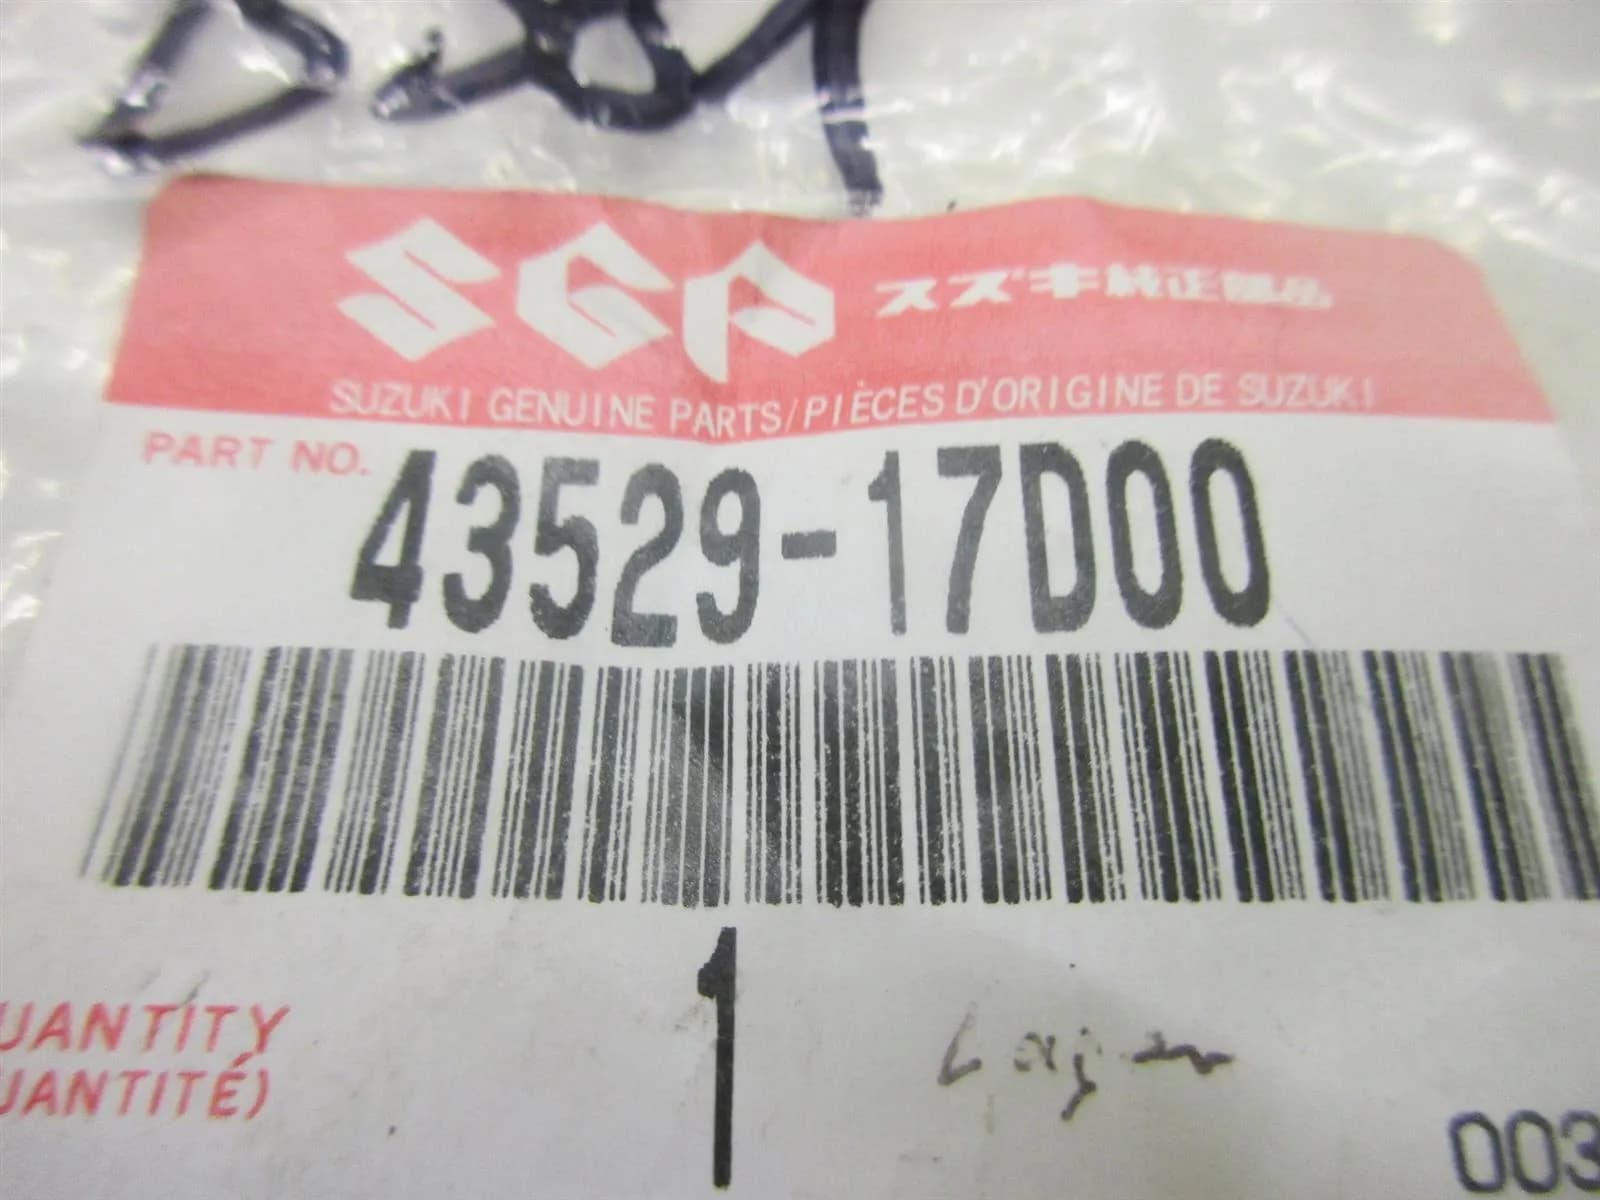 SGP スズキ純正部品
SUZUKI GENUINE PARTS/PIÈCES D'ORIGINE DE SUZUKI
PART NO. 43529-17D00
1
UANTITY
UANTITÉ)
Lager
003